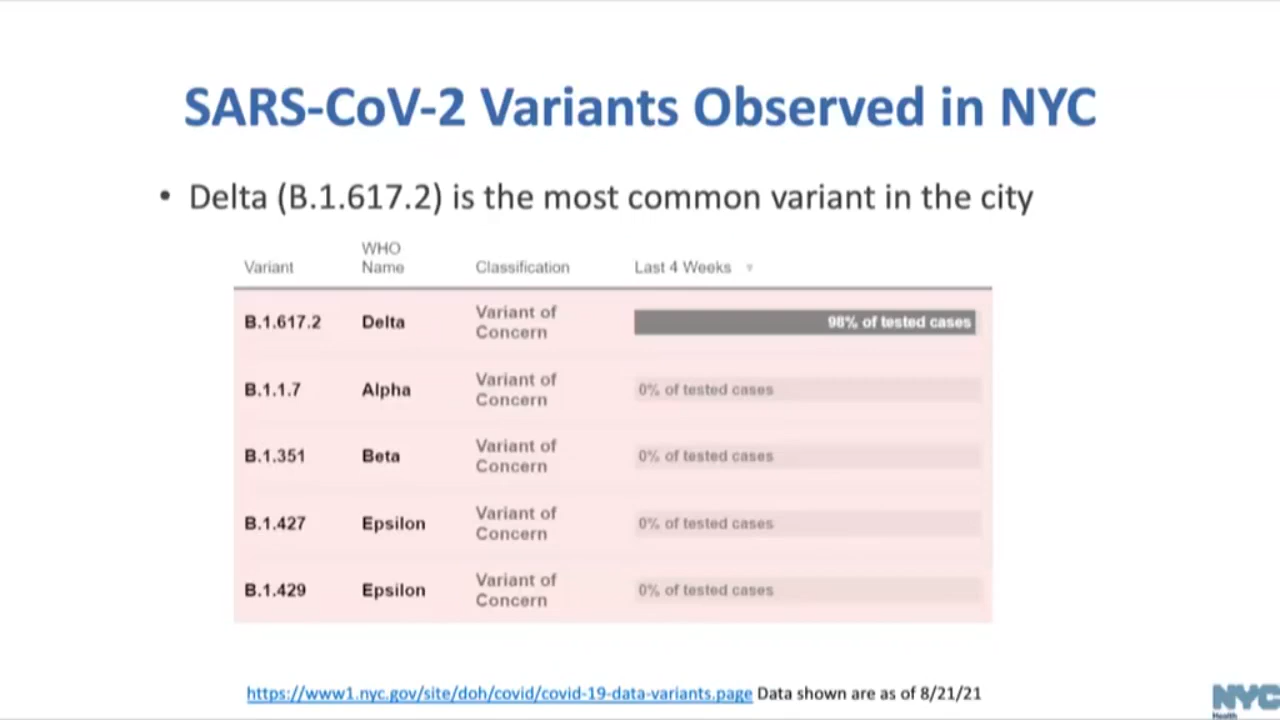 SARS-CoV-2 Variants Observed in NYC
• Delta (B.1.617.2) is the most common variant in the city
Variant WHO Name Classification Last 4 Weeks
B.1.617.2 Delta Variant of Concern 98% of tested cases
B.1.1.7 Alpha Variant of Concern 0% of tested cases
B.1.351 Beta Variant of Concern 0% of tested cases
B.1.427 Epsilon Variant of Concern 0% of tested cases
B.1.429 Epsilon Variant of Concern 0% of tested cases
https://www1.nyc.gov/site/doh/covid/covid-19-data-variants.page Data shown are as of 8/21/21
NYC
Health